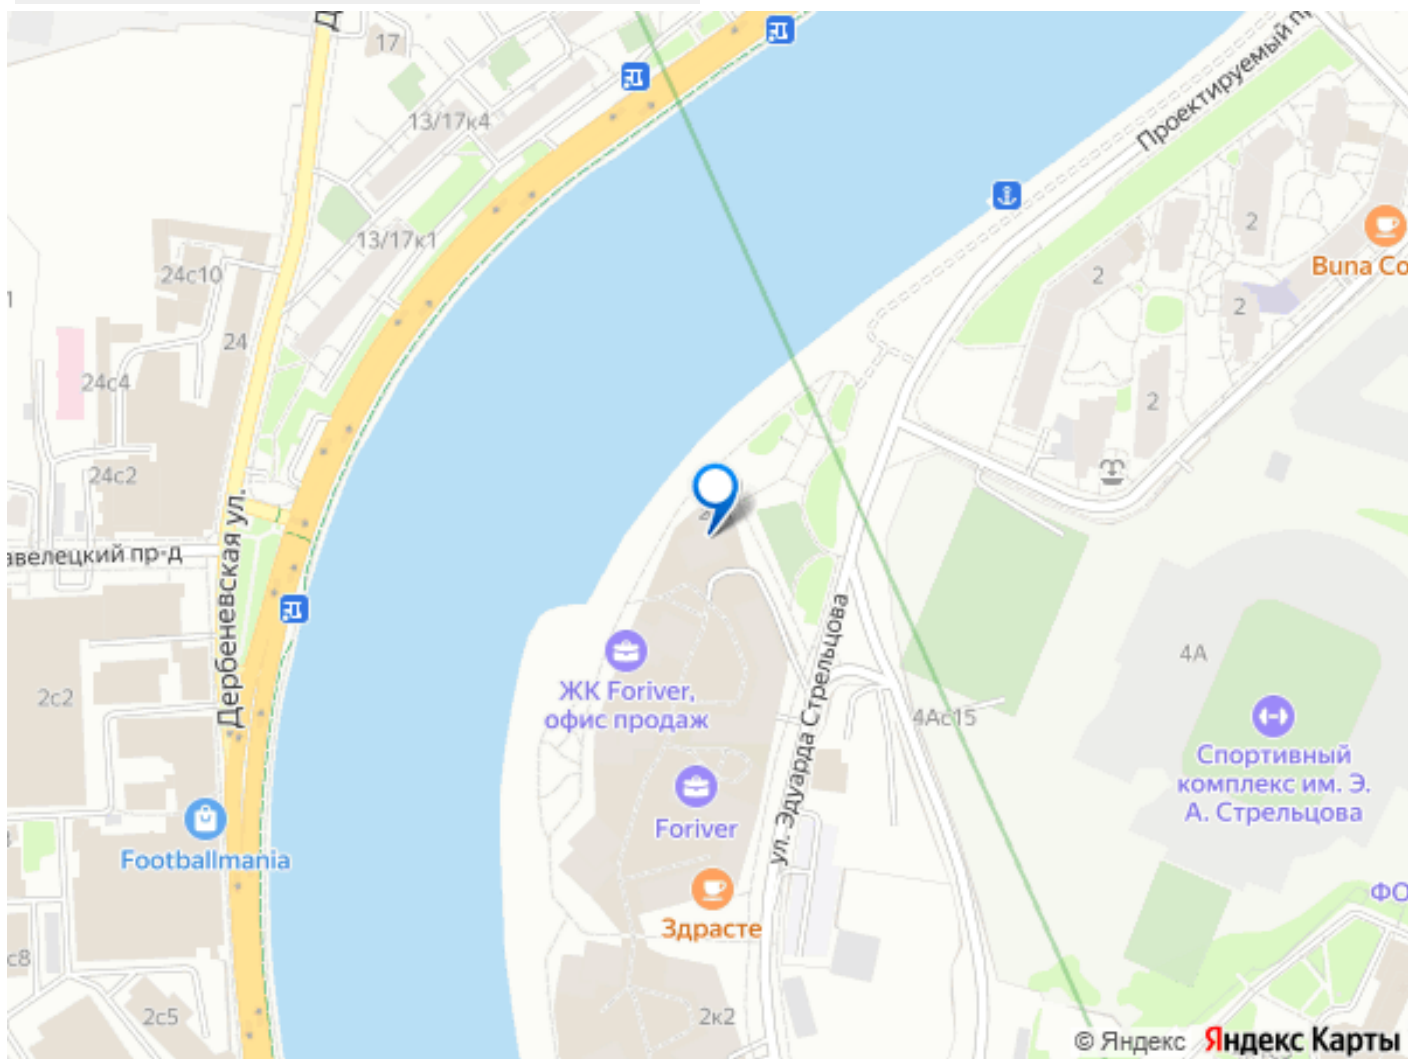 17
13/17к4
Проектируемый пр
13/17к1
24с10
2
Buna Co
2
2
1
24
24с4
2
24с2
Дербеневская ул.
авелецкий пр-д
ул. Эдуарда Стрельцова
4А
ЖК Foriver,
офис продаж
2с2
4Ас15
Спортивный
комплекс им. Э.
А. Стрельцова
Foriver
Footballmania
ФО
Здрасте
с8
2с5
2к2
© Яндекс Яндекс Карты